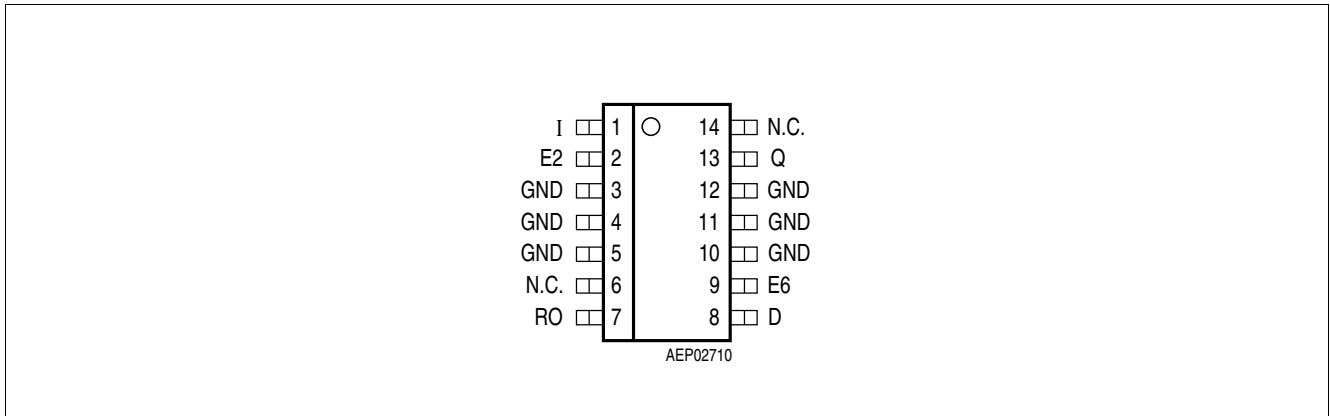 I 1 14 N.C.
E2 2 13 Q
GND 3 12 GND
GND 4 11 GND
GND 5 10 GND
N.C. 6 9 E6
RO 7 8 D
AEP02710